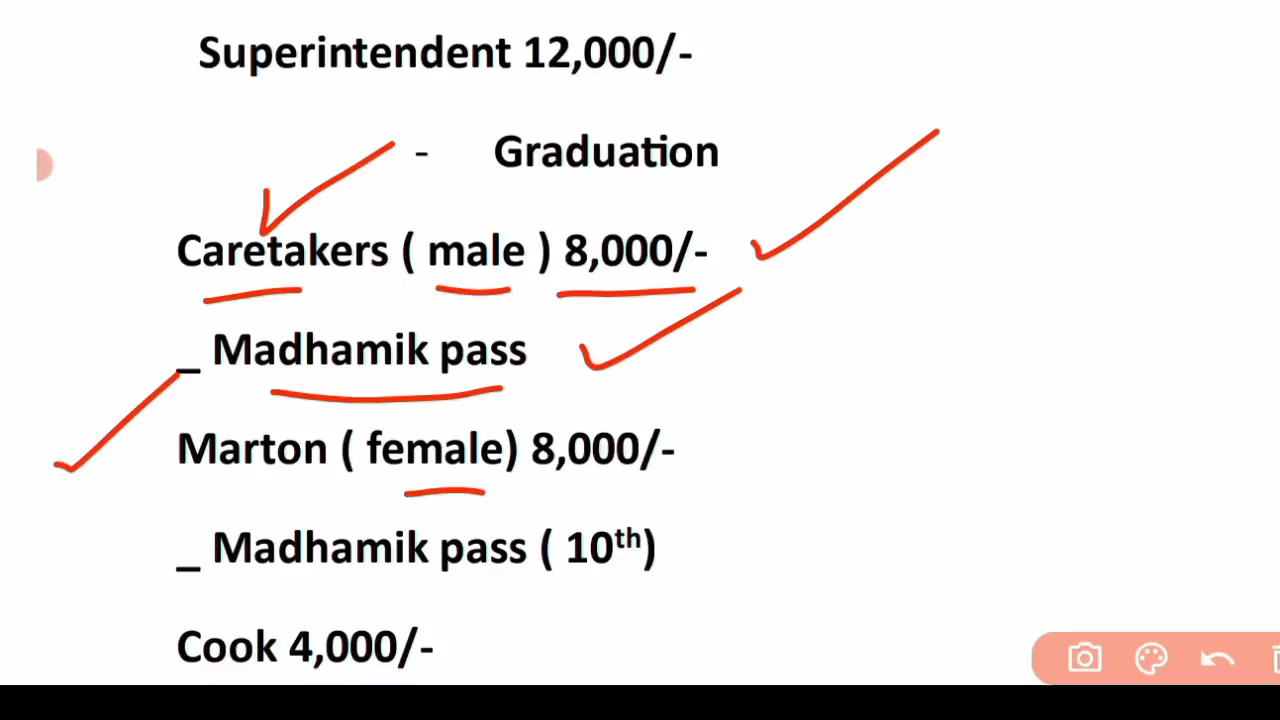 Superintendent 12,000/-
- Graduation
Caretakers ( male ) 8,000/-
_ Madhamik pass
Marton ( female) 8,000/-
_ Madhamik pass ( 10th)
Cook 4,000/-